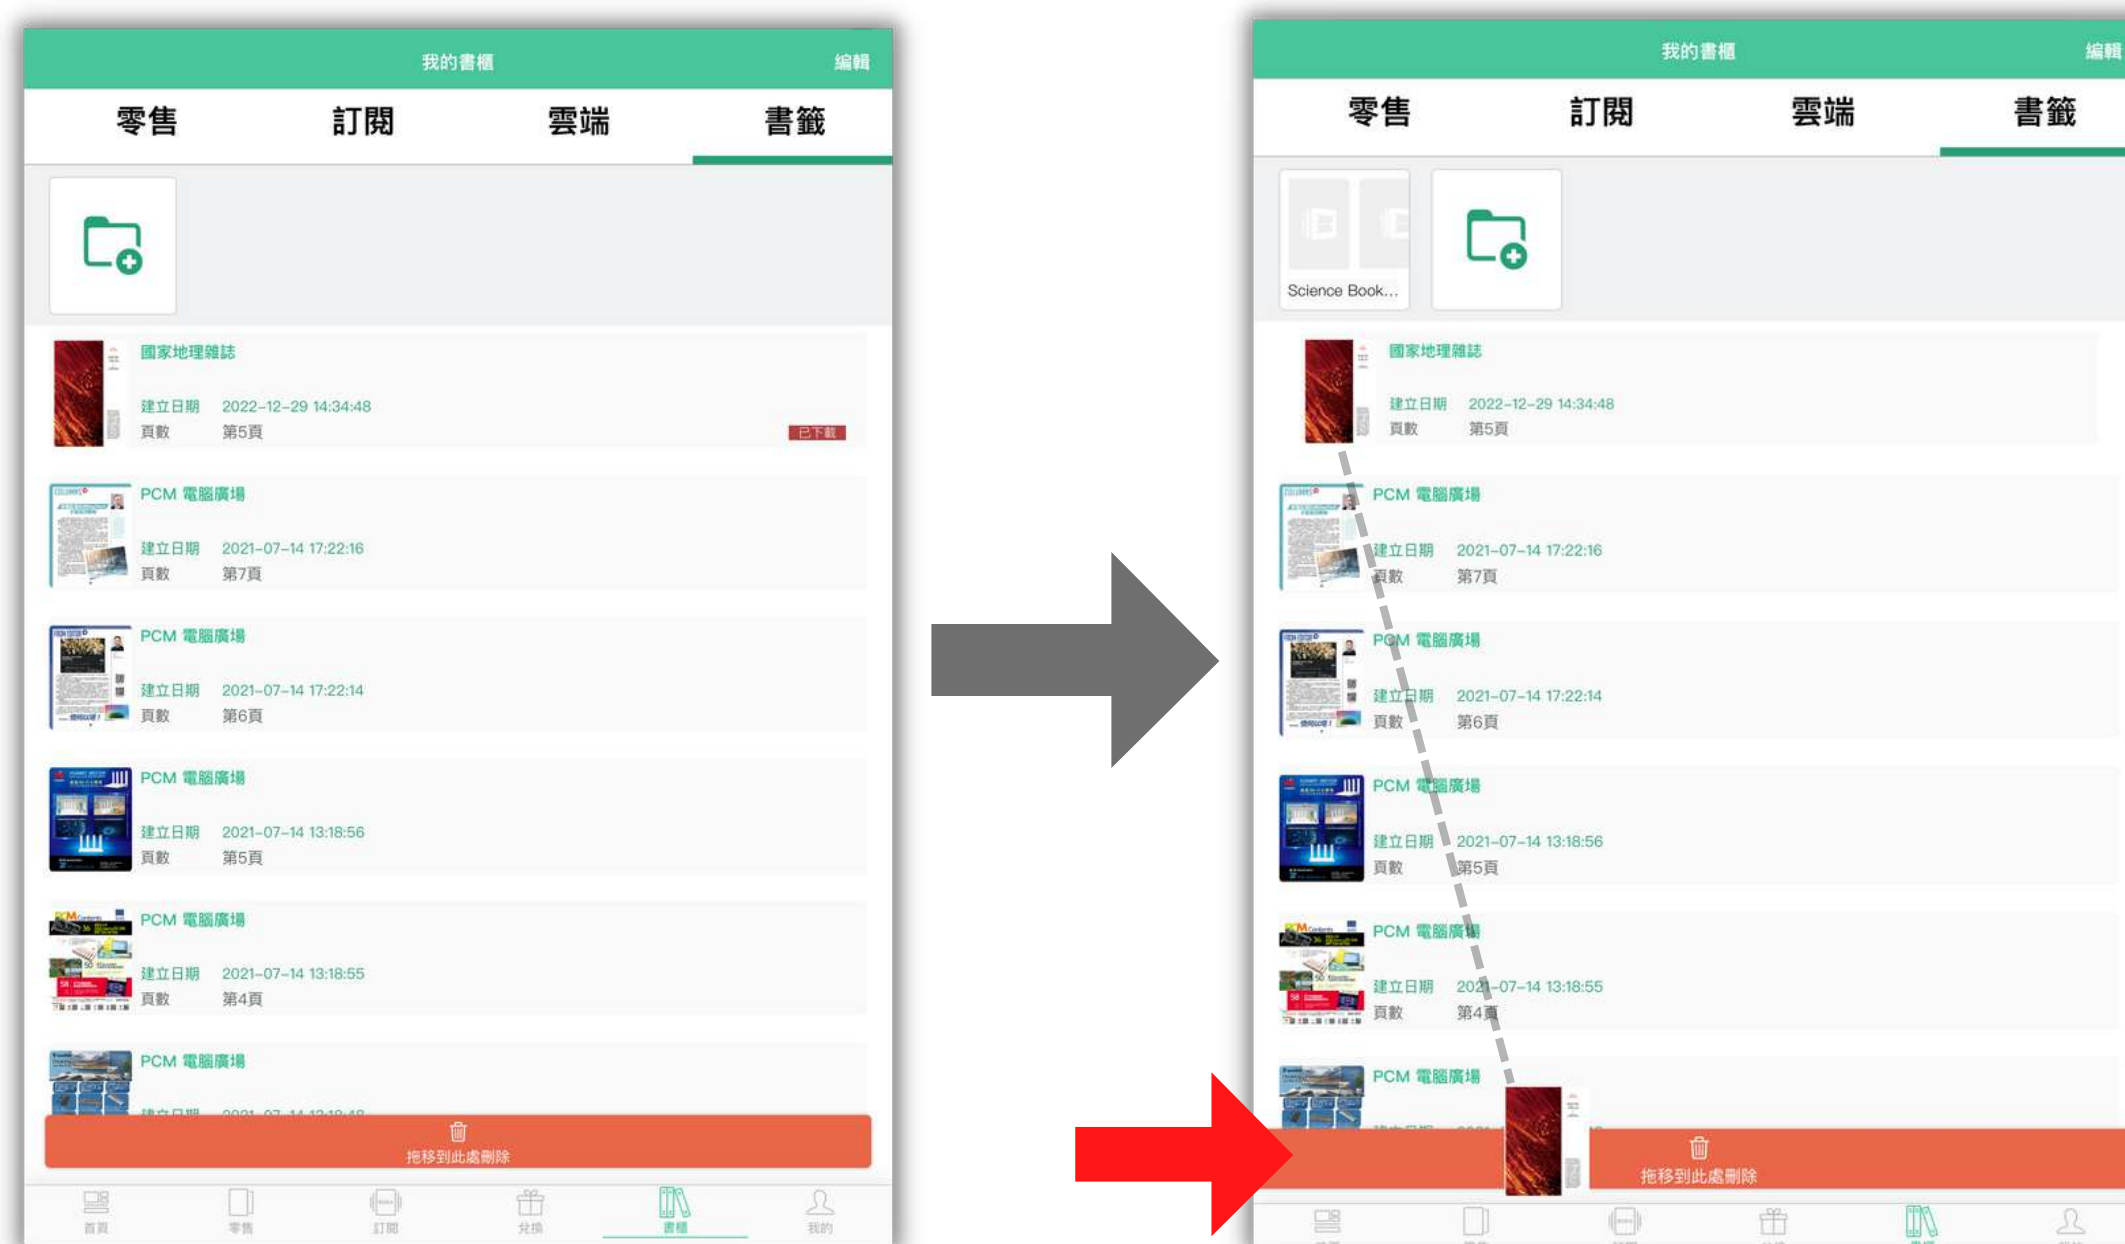 我的書櫃
編輯
零售 訂閱 雲端 書籤
國家地理雜誌
建立日期 2022-12-29 14:34:48
頁數 第5頁
已下載
PCM 電腦廣場
建立日期 2021-07-14 17:22:16
頁數 第7頁
PCM 電腦廣場
建立日期 2021-07-14 17:22:14
頁數 第6頁
PCM 電腦廣場
建立日期 2021-07-14 13:18:56
頁數 第5頁
PCM 電腦廣場
建立日期 2021-07-14 13:18:55
頁數 第4頁
PCM 電腦廣場
拖移到此處刪除
首頁 零售 訂閱 兌換 書櫃 我的
我的書櫃
編輯
零售 訂閱 雲端 書籤
Science Book...
國家地理雜誌
建立日期 2022-12-29 14:34:48
頁數 第5頁
PCM 電腦廣場
建立日期 2021-07-14 17:22:16
頁數 第7頁
PCM 電腦廣場
建立日期 2021-07-14 17:22:14
頁數 第6頁
PCM 電腦廣場
建立日期 2021-07-14 13:18:56
頁數 第5頁
PCM 電腦廣場
建立日期 2021-07-14 13:18:55
頁數 第4頁
PCM 電腦廣場
拖移到此處刪除